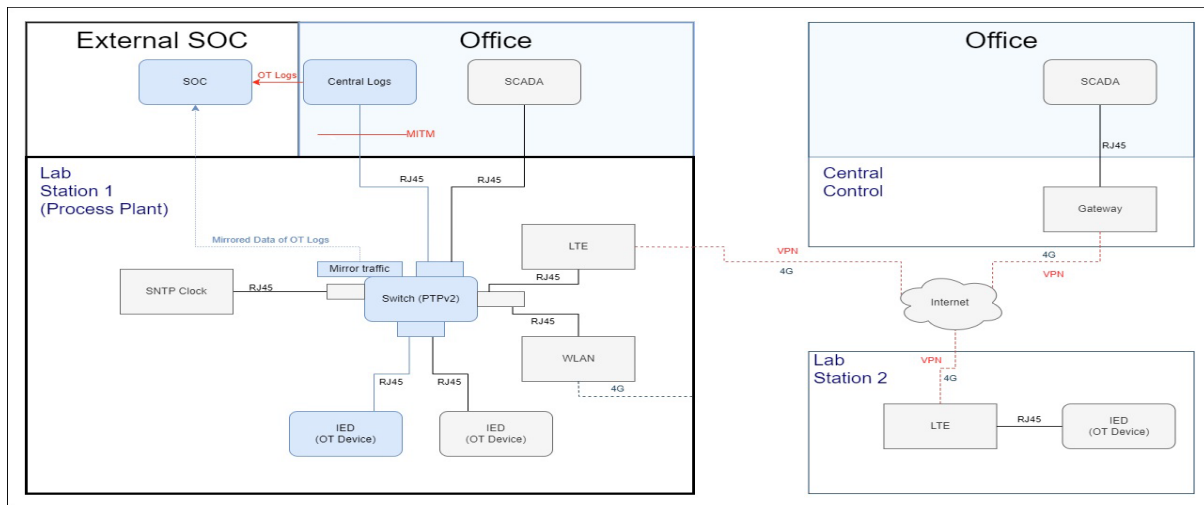 External SOC
Office
Office
SOC
OT Logs
Central Logs
SCADA
SCADA
MITM
RJ45
Lab
Station 1
(Process Plant)
RJ45
RJ45
Central
Control
Gateway
Mirrored Data of OT Logs
LTE
VPN
4G
4G
VPN
Mirror traffic
RJ45
SNTP Clock
RJ45
Switch (PTPv2)
Internet
RJ45
WLAN
4G
Lab
Station 2
VPN
4G
RJ45
RJ45
IED
(OT Device)
IED
(OT Device)
LTE
RJ45
IED
(OT Device)